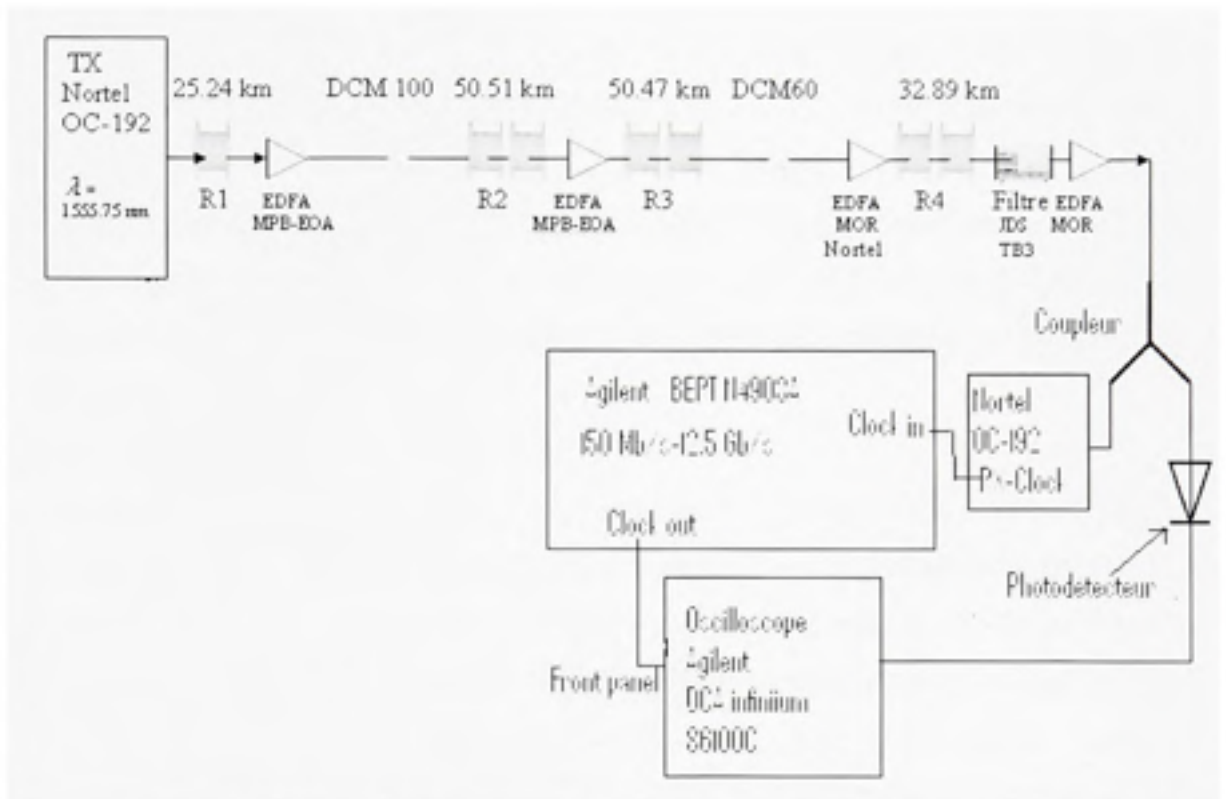 TX
Nortel
OC-192
λ =
1555.75 nm
25.24 km
DCM 100
50.51 km
50.47 km
DCM60
32.89 km
R1
EDFA
MPB-EOA
R2
EDFA
MPB-EOA
R3
EDFA
MOR
Nortel
R4
Filtre
JDS
TB3
EDFA
MOR
Coupleur
Agilent
150 Mb/s-12.5 Gb/s
Clock in
Clock out
Nortel
OC-192
Rx-Clock
Photodetecteur
Front panel
Oscilloscope
Agilent
DCA infiniium
86100C